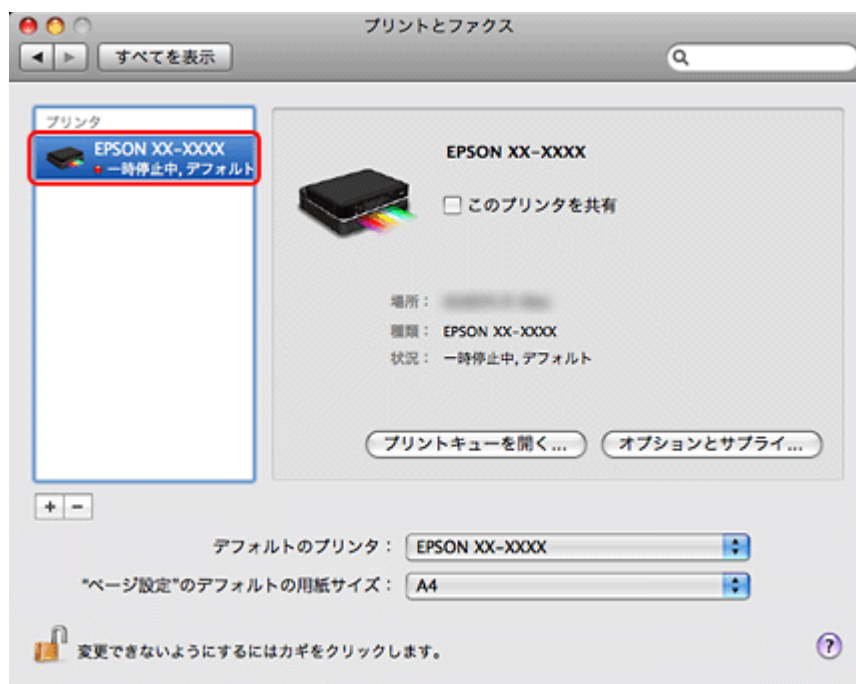 プリントとファクス
すべてを表示
プリンタ
EPSON XX-XXXX
一時停止中, デフォルト
EPSON XX-XXXX
このプリンタを共有
場所：
種類： EPSON XX-XXXX
状況： 一時停止中, デフォルト
プリントキューを開く... オプションとサプライ...
+ −
デフォルトのプリンタ： EPSON XX-XXXX
“ページ設定”のデフォルトの用紙サイズ： A4
変更できないようにするにはカギをクリックします。
?